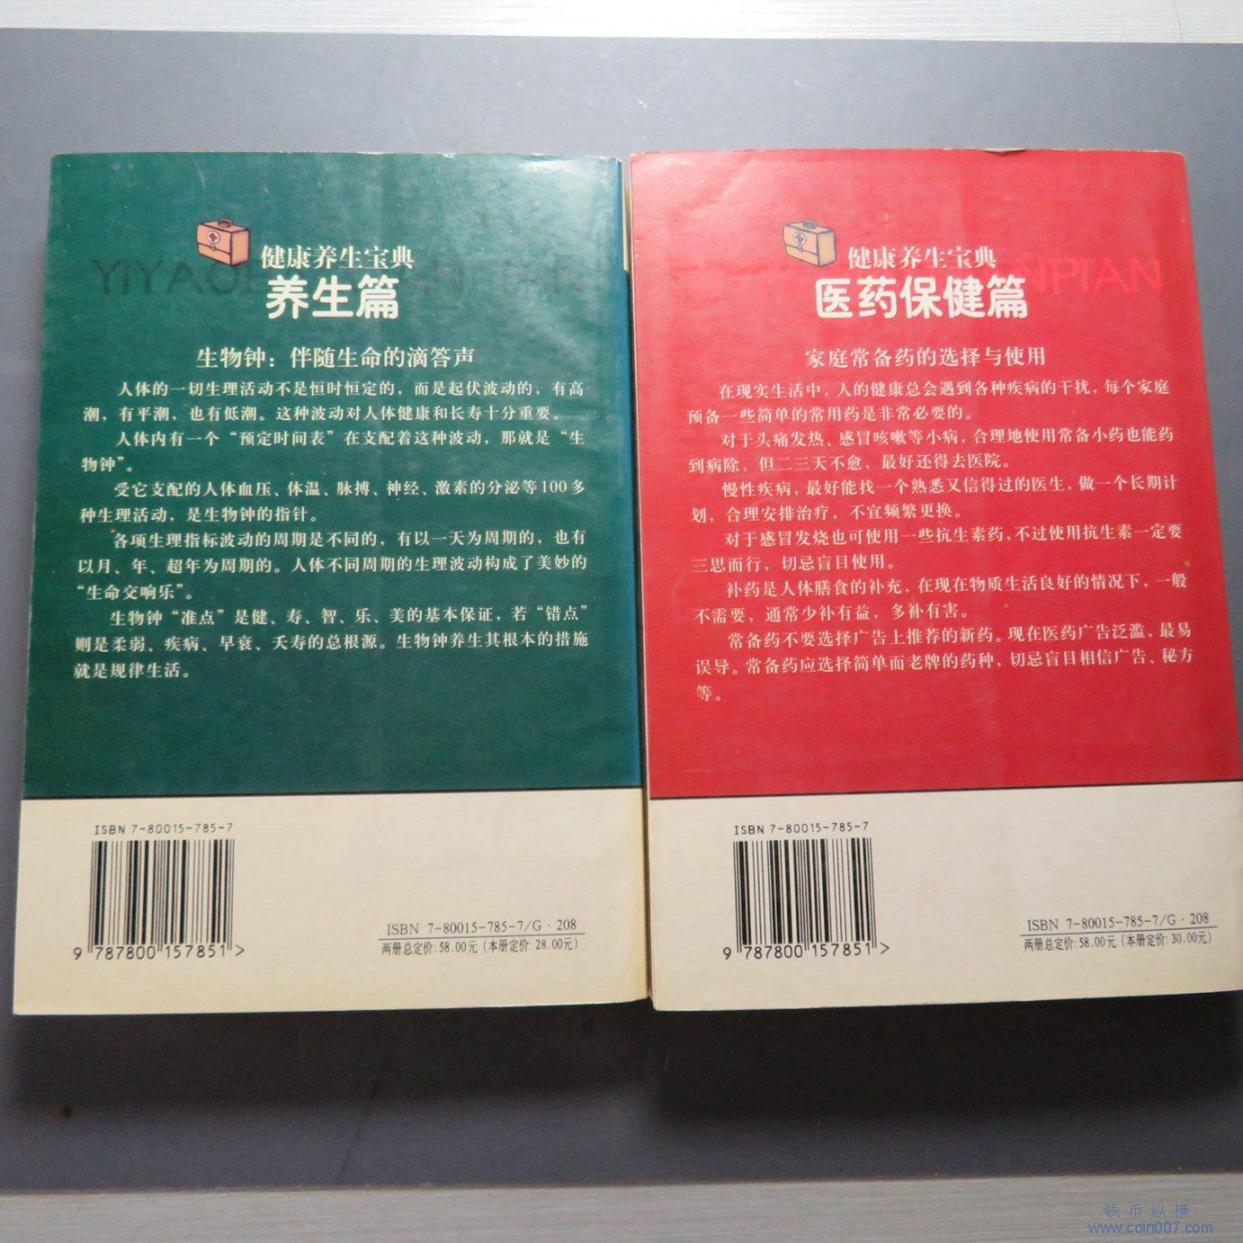 健康养生宝典
养生篇
生物钟：伴随生命的滴答声
人体的一切生理活动不是恒时恒定的，而是起伏波动的，有高
潮，有平潮，也有低潮。这种波动对人体健康和长寿十分重要。
人体内有一个“预定时间表”在支配着这种波动，那就是“生
物钟”。
受它支配的人体血压、体温、脉搏、神经、激素的分泌等100多
种生理活动，是生物钟的指针。
各项生理指标波动的周期是不同的，有以一天为周期的，也有
以月、年、超年为周期的。人体不同周期的生理波动构成了美妙的
“生命交响乐”。
生物钟“准点”是健、寿、智、乐、美的基本保证，若“错点”
则是柔弱、疾病、早衰、夭寿的总根源。生物钟养生其根本的措施
就是规律生活。
ISBN 7-80015-785-7
9 787800 157851 >
ISBN 7-80015-785-7/G·208
两册总定价:58.00元（本册定价:28.00元）
健康养生宝典
NPIAN
医药保健篇
家庭常备药的选择与使用
在现实生活中，人的健康总会遇到各种疾病的干扰，每个家庭
预备一些简单的常用药是非常必要的。
对于头痛发热、感冒咳嗽等小病，合理地使用常备小药也能药
到病除，但二三天不愈，最好还得去医院。
慢性疾病，最好能找一个熟悉又信得过的医生，做一个长期计
划，合理安排治疗，不宜频繁更换。
对于感冒发烧也可使用一些抗生素药、不过使用抗生素一定要
三思而行，切忌盲目使用。
补药是人体膳食的补充，在现在物质生活良好的情况下，一般
不需要，通常少补有益，多补有害。
常备药不要选择广告上推荐的新药。现在医药广告泛滥，最易
误导。常备药应选择简单而老牌的药种，切忌盲目相信广告、秘方
等。
ISBN 7-80015-785-7
9 787800 157851 >
ISBN 7-80015-785-7/G·208
两册总定价:58.00元（本册定价:30.00元）
钱币纵横
www.coin007.com